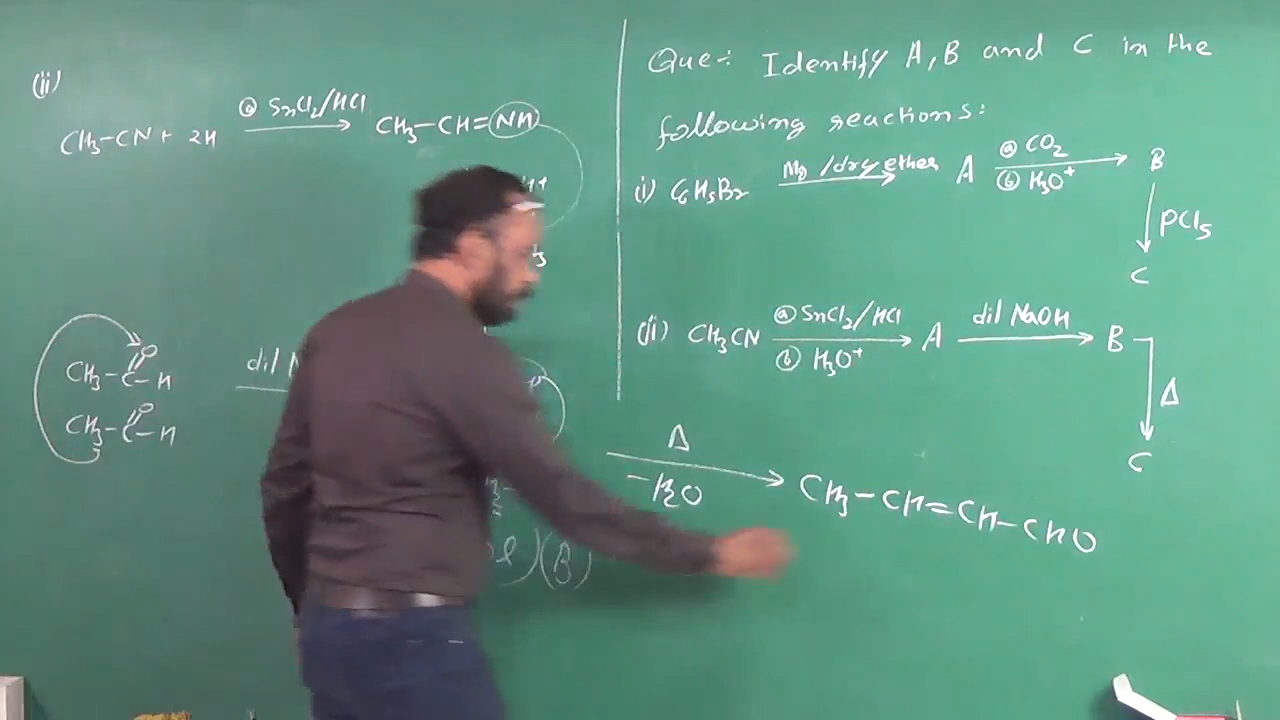 (ii)
CH₃-CN + 2H ⓐ SnCl₂/HCl → CH₃-CH=NH
CH₃-C-H
O
dil N
CH₃-C-H
O
(B)
Que:- Identify A, B and C in the
following reactions:
(i) C₆H₅Br Mg/dry ether → A ⓐ CO₂ ⓑ H₃O⁺ → B
PCl₅
C
(ii) CH₃CN ⓐ SnCl₂/HCl ⓑ H₃O⁺ → A dil NaOH → B
Δ
C
Δ
-H₂O → CH₃-CH=CH-CHO